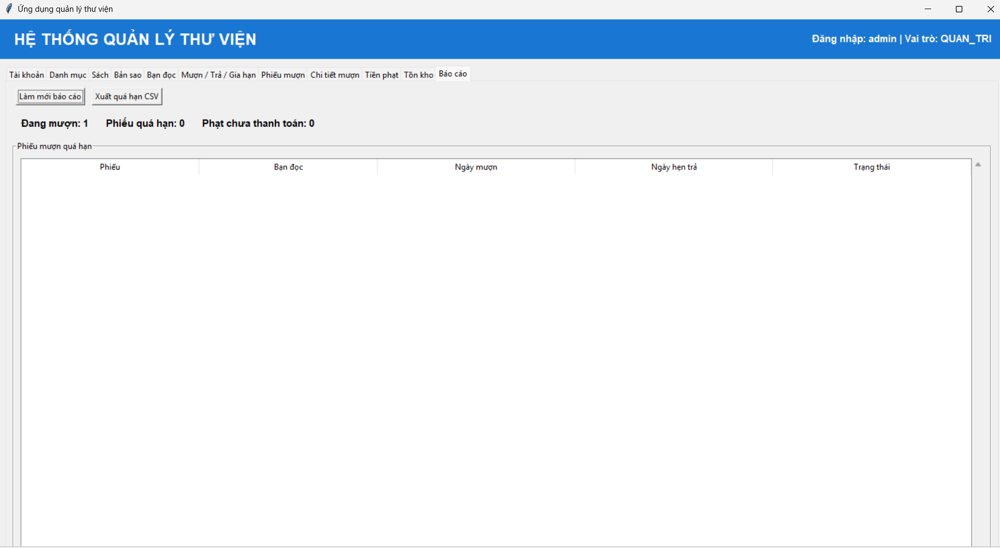 Ứng dụng quản lý thư viện
HỆ THỐNG QUẢN LÝ THƯ VIỆN
Đăng nhập: admin | Vai trò: QUAN_TRI
Tài khoản Danh mục Sách Bản sao Bạn đọc Mượn / Trả / Gia hạn Phiếu mượn Chi tiết mượn Tiền phạt Tồn kho Báo cáo
Làm mới báo cáo Xuất quá hạn CSV
Đang mượn: 1 Phiếu quá hạn: 0 Phạt chưa thanh toán: 0
Phiếu mượn quá hạn
Phiếu Bạn đọc Ngày mượn Ngày hẹn trả Trạng thái